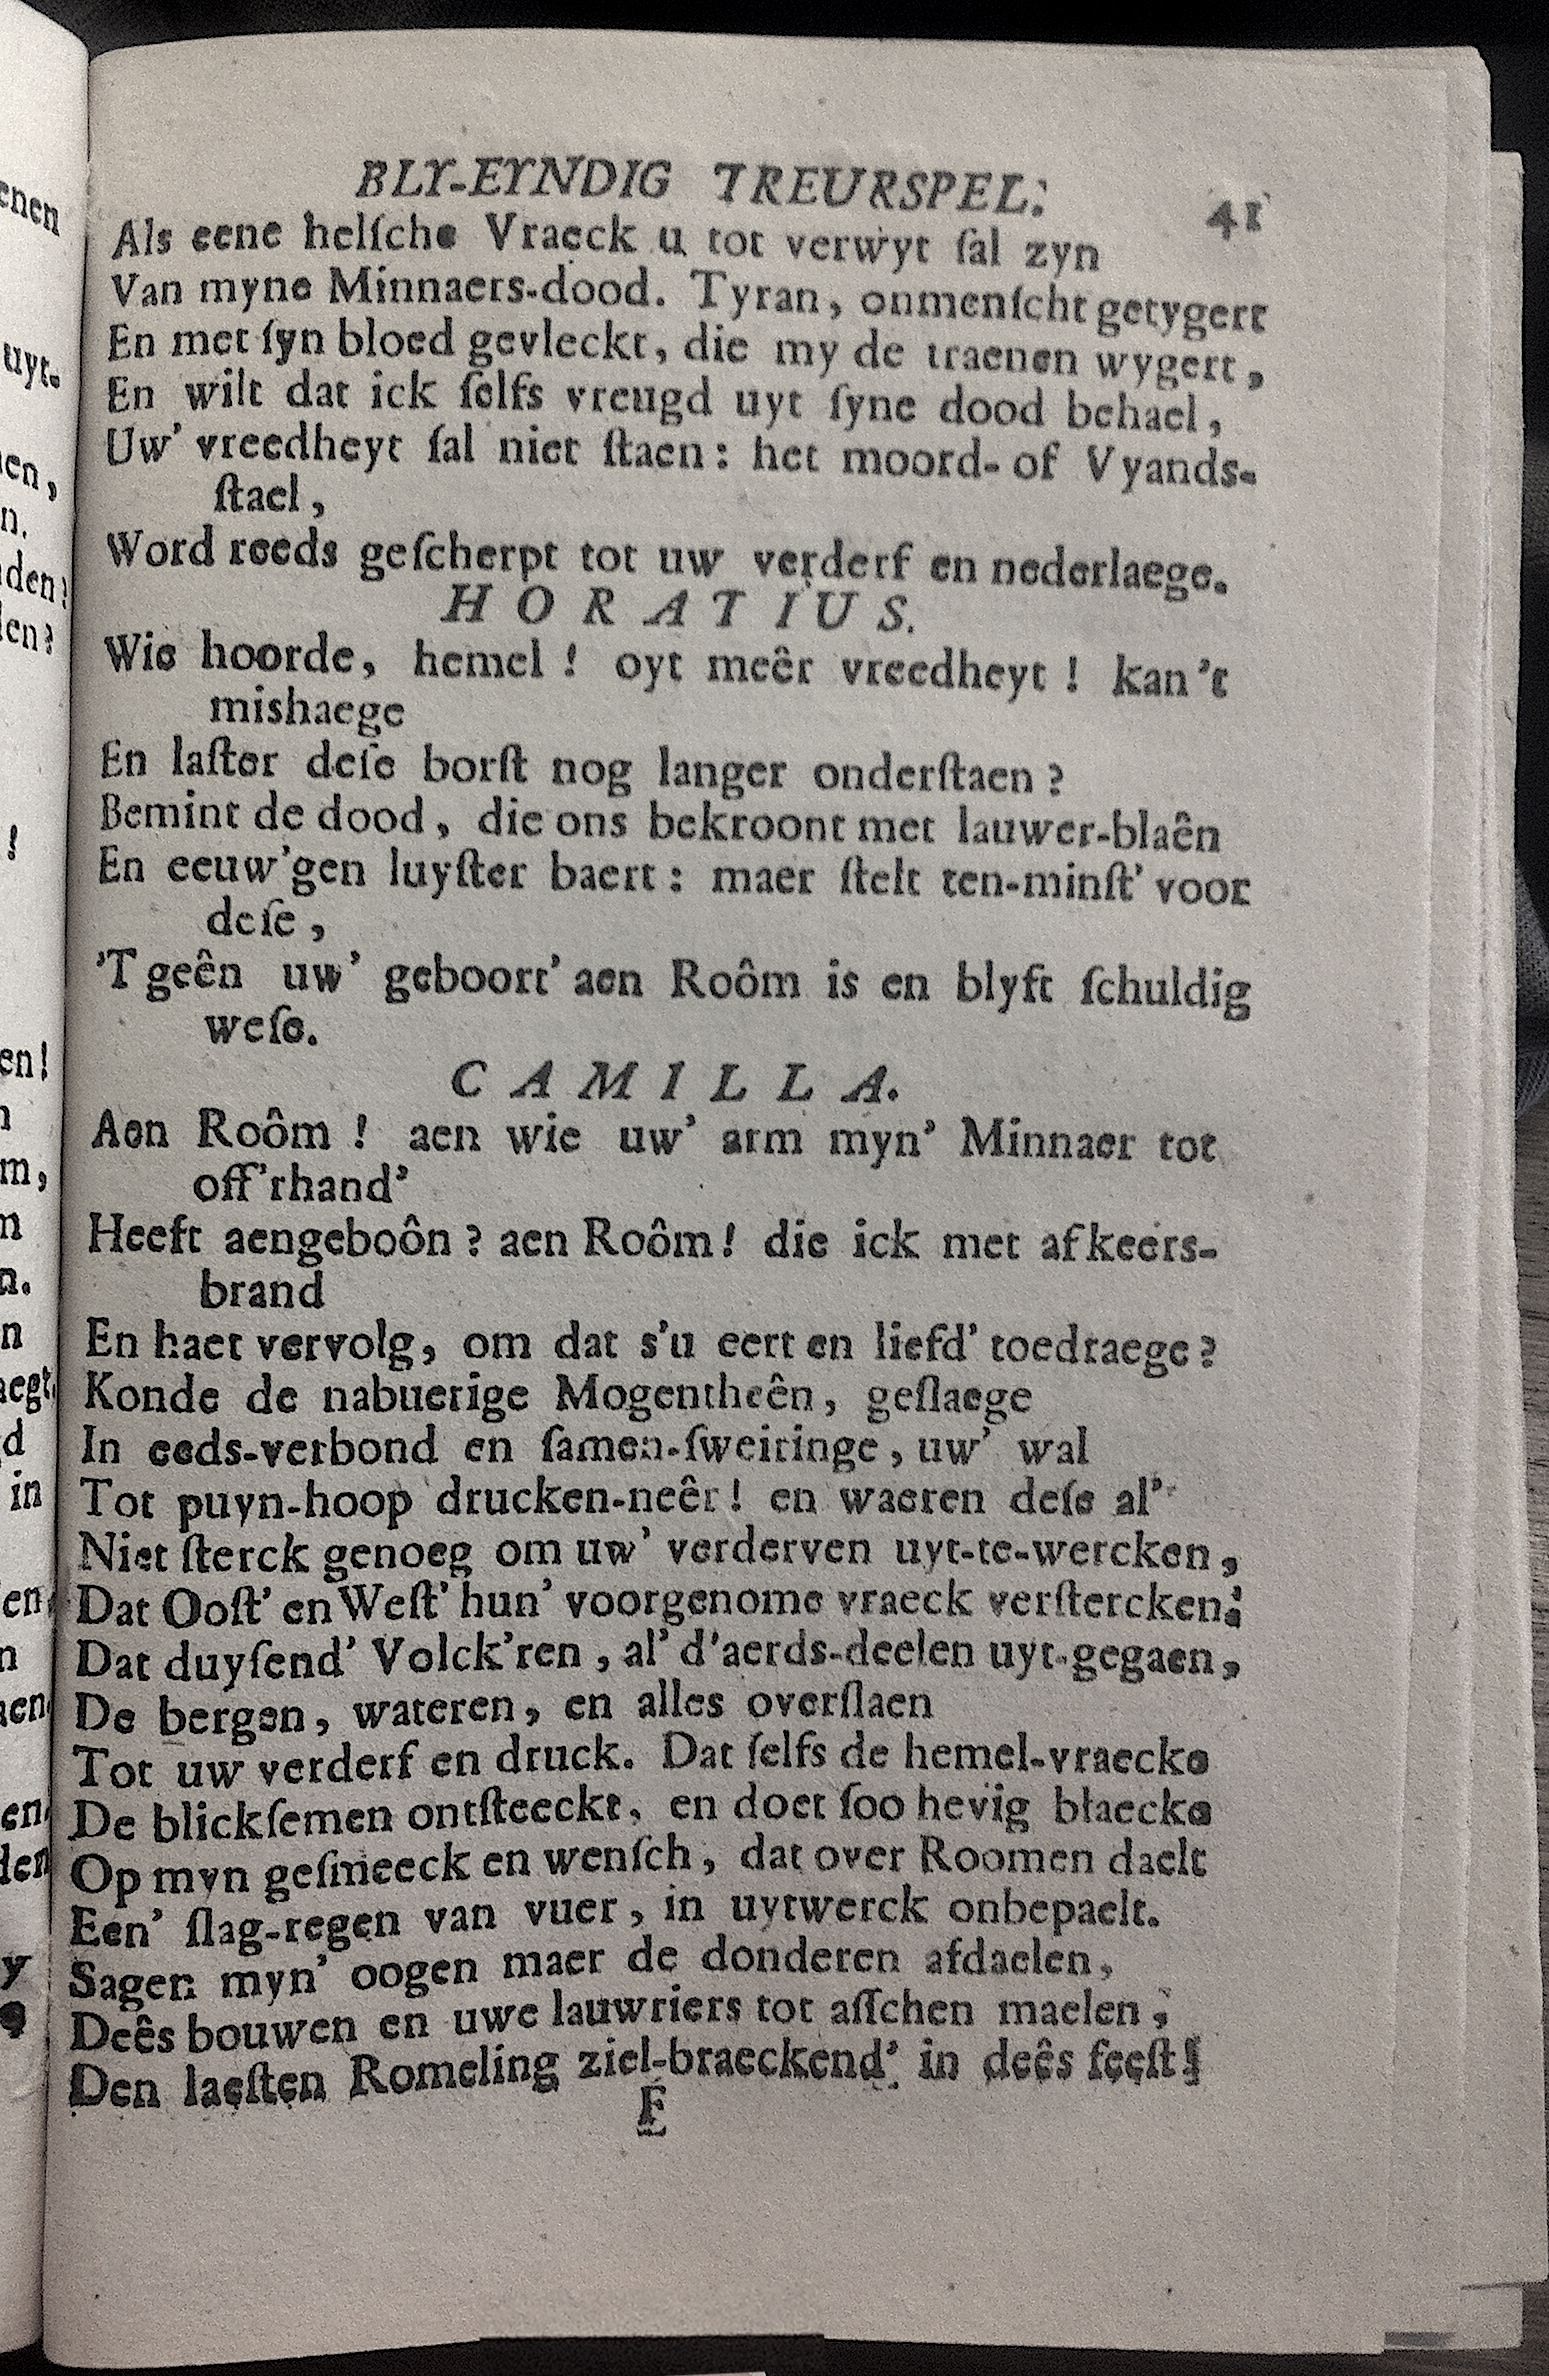 BLY-EYNDIG TREURSPEL. 41
Als eene helſche Vraeck u tot verwyt ſal zyn
Van myne Minnaers-dood. Tyran, onmenſcht getygert
En met ſyn bloed gevleckt, die my de traenen wygert,
En wilt dat ick ſelfs vreugd uyt ſyne dood behael,
Uw' vreedheyt ſal niet ſtaen: het moord- of Vyands-
ſtael,
Word reeds geſcherpt tot uw verderf en nederlaege.
HORATIUS.
Wie hoorde, hemel! oyt meêr vreedheyt! kan't
mishaege
En laſter deſe borſt nog langer onderſtaen?
Bemint de dood, die ons bekroont met lauwer-blaên
En eeuw'gen luyſter baert: maer ſtelt ten-minſt' voor
deſe,
'T geên uw' geboort' aen Roôm is en blyft ſchuldig
weſe.
CAMILLA.
Aen Roôm! aen wie uw' arm myn' Minnaer tot
off'rhand'
Heeft aengeboôn? aen Roôm! die ick met afkeers-
brand
En haet vervolg, om dat s'u eert en liefd' toedraege?
Konde de nabuerige Mogentheên, geſlaege
In eeds-verbond en ſamen-ſweiringe, uw' wal
Tot puyn-hoop drucken-neêr! en waeren deſe al'
Niet ſterck genoeg om uw' verderven uyt-te-wercken,
Dat Ooſt' en Weſt' hun' voorgenome vraeck verſtercken:
Dat duyſend' Volck'ren, al' d'aerds-deelen uyt-gegaen,
De bergen, wateren, en alles overſlaen
Tot uw verderf en druck. Dat ſelfs de hemel-vraecke
De blickſemen ontſteeckt, en doet ſoo hevig blaecke
Op myn geſmeeck en wenſch, dat over Roomen daelt
Een' ſlag-regen van vuer, in uytwerck onbepaelt.
Sagen myn' oogen maer de donderen afdaelen,
Deês bouwen en uwe lauwriers tot aſſchen maelen,
Den laeſten Romeling ziel-braeckend' in deês feeſt!
F